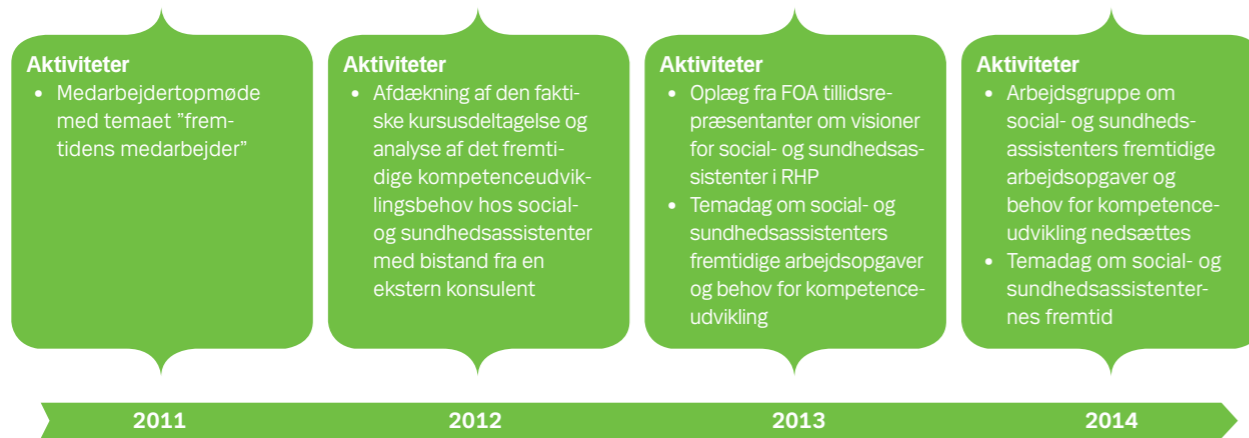 Aktiviteter
• Medarbejdertopmøde
med temaet ”frem-
tidens medarbejder”
Aktiviteter
• Afdækning af den fakti-
ske kursusdeltagelse og
analyse af det fremti-
dige kompetenceudvik-
lingsbehov hos social-
og sundhedsassistenter
med bistand fra en
ekstern konsulent
Aktiviteter
• Oplæg fra FOA tillidsre-
præsentanter om visioner
for social- og sundhedsas-
sistenter i RHP
• Temadag om social- og
sundhedsassistenters
fremtidige arbejdsopgaver
og behov for kompetence-
udvikling
Aktiviteter
• Arbejdsgruppe om
social- og sundheds-
assistenters fremtidige
arbejdsopgaver og
behov for kompetence-
udvikling nedsættes
• Temadag om social- og
sundhedsassistenter-
nes fremtid
2011 2012 2013 2014